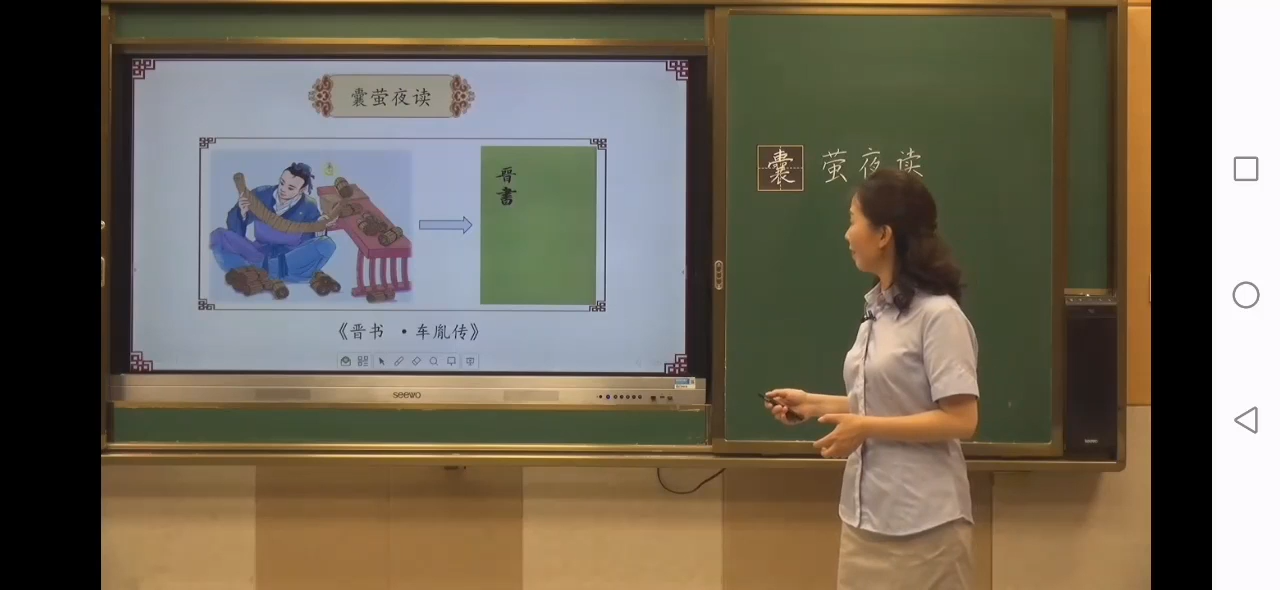 囊萤夜读
晋
書
《晋书 · 车胤传》
seewo
囊萤夜读